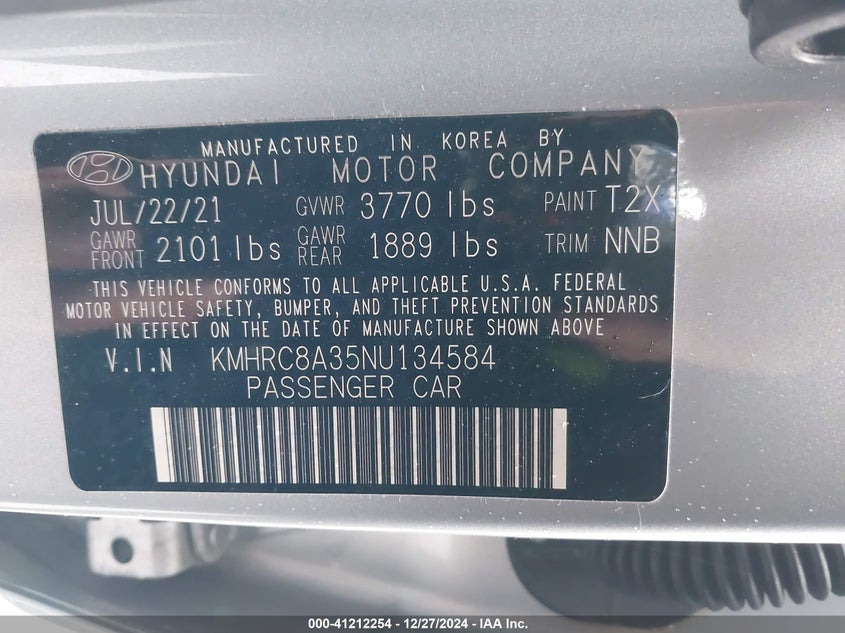 MANUFACTURED IN KOREA BY
HYUNDAI MOTOR COMPANY
JUL/22/21 GVWR 3770 lbs PAINT T2X
GAWR FRONT 2101 lbs GAWR REAR 1889 lbs TRIM NNB
THIS VEHICLE CONFORMS TO ALL APPLICABLE U.S.A. FEDERAL
MOTOR VEHICLE SAFETY, BUMPER, AND THEFT PREVENTION STANDARDS
IN EFFECT ON THE DATE OF MANUFACTURE SHOWN ABOVE
V.I.N KMHRC8A35NU134584
PASSENGER CAR
000-41212254 - 12/27/2024 - IAA Inc.